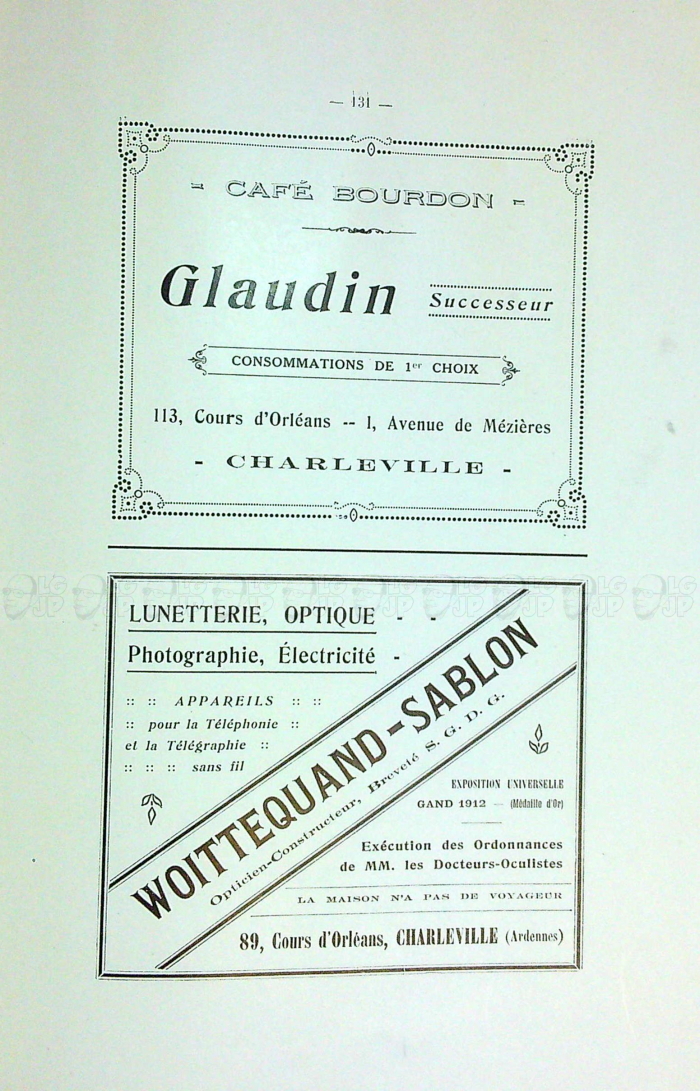 — 131 —
- CAFÉ BOURDON -
Glaudin Successeur
CONSOMMATIONS DE 1er CHOIX
113, Cours d'Orléans -- 1, Avenue de Mézières
- CHARLEVILLE -
LUNETTERIE, OPTIQUE - -
Photographie, Électricité -
:: :: APPAREILS :: ::
:: pour la Téléphonie ::
et la Télégraphie ::
:: :: :: sans fil
WOITTEQUAND-SABLON
Opticien-Constructeur, Breveté S. G. D. G.
EXPOSITION UNIVERSELLE
GAND 1912 — (Médaille d'Or)
Exécution des Ordonnances
de MM. les Docteurs-Oculistes
LA MAISON N'A PAS DE VOYAGEUR
89, Cours d'Orléans, CHARLEVILLE (Ardennes)